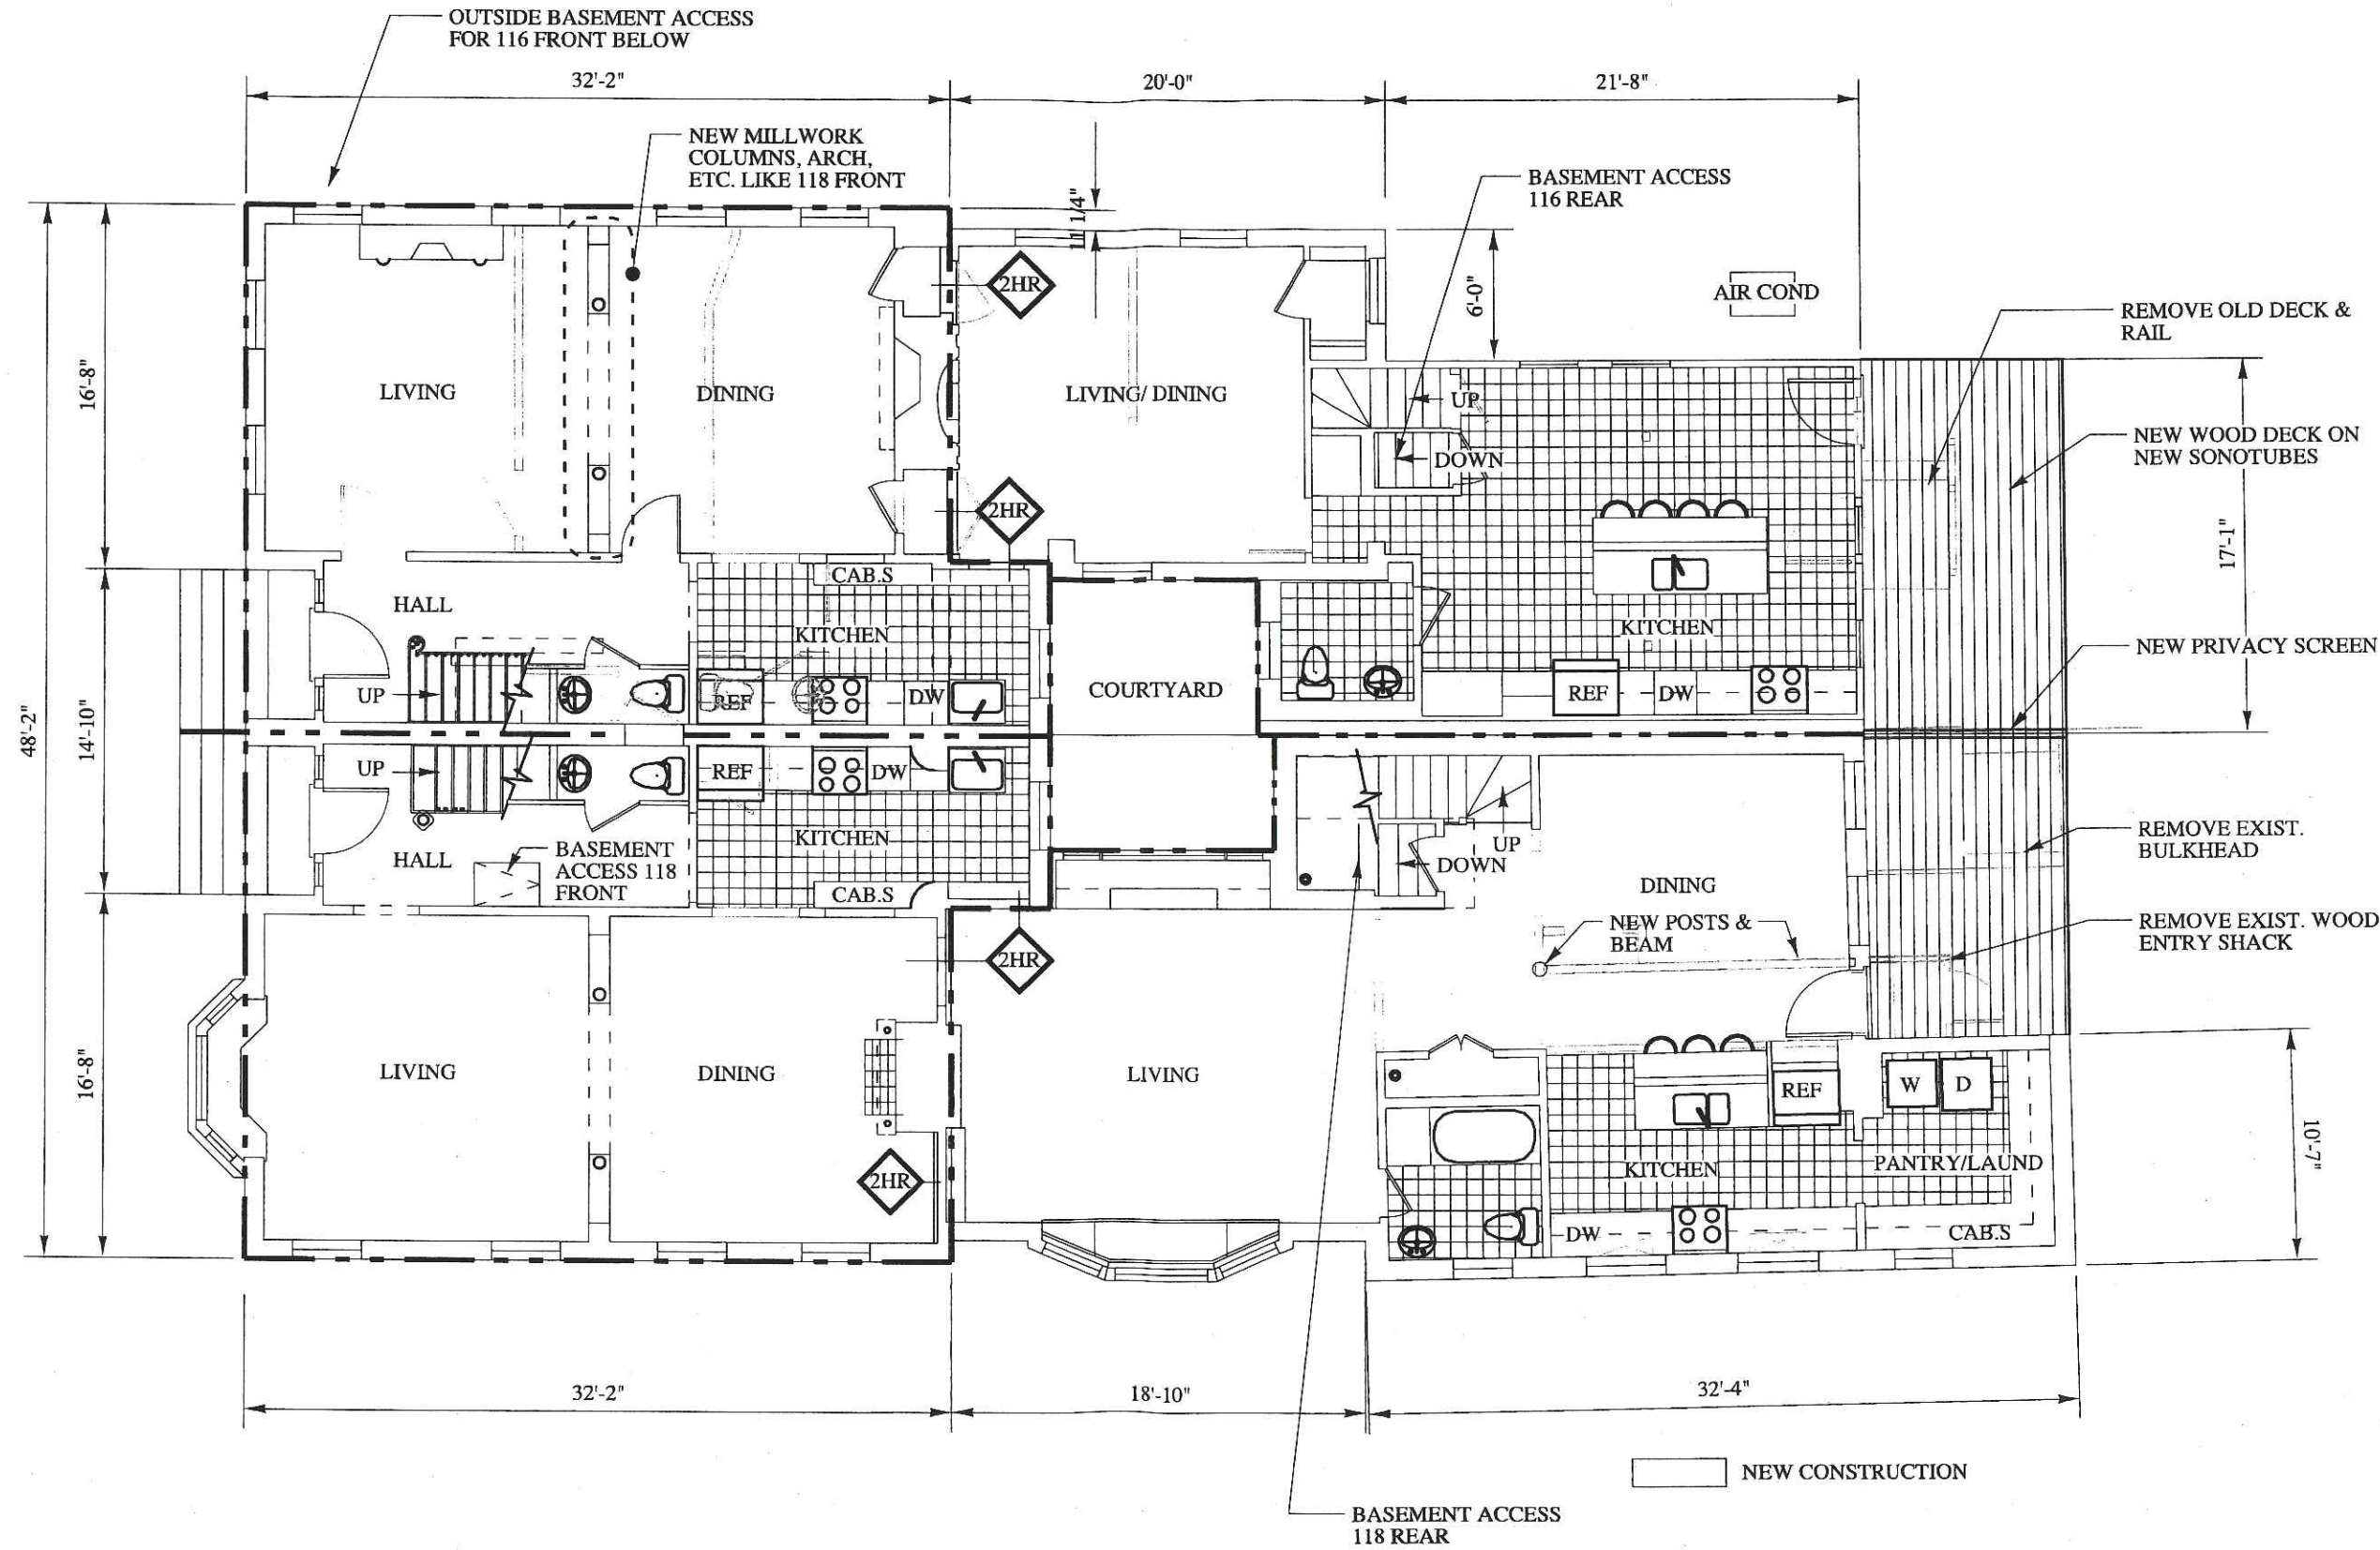 OUTSIDE BASEMENT ACCESS
FOR 116 FRONT BELOW
32'-2"
20'-0"
21'-8"
NEW MILLWORK
COLUMNS, ARCH,
ETC. LIKE 118 FRONT
11 1/4"
BASEMENT ACCESS
116 REAR
6'-0"
AIR COND
REMOVE OLD DECK &
RAIL
2HR
16'-8"
LIVING
DINING
LIVING/ DINING
UP
DOWN
NEW WOOD DECK ON
NEW SONOTUBES
2HR
17'-1"
CAB.S
HALL
KITCHEN
KITCHEN
NEW PRIVACY SCREEN
UP
REF
DW
COURTYARD
REF
DW
48'-2"
14'-10"
UP
REF
DW
KITCHEN
HALL
BASEMENT
ACCESS 118
FRONT
CAB.S
UP
DOWN
DINING
REMOVE EXIST.
BULKHEAD
NEW POSTS &
BEAM
REMOVE EXIST. WOOD
ENTRY SHACK
2HR
16'-8"
LIVING
DINING
LIVING
REF
W
D
10'-7"
KITCHEN
PANTRY/LAUND
2HR
DW
CAB.S
32'-2"
18'-10"
32'-4"
NEW CONSTRUCTION
BASEMENT ACCESS
118 REAR